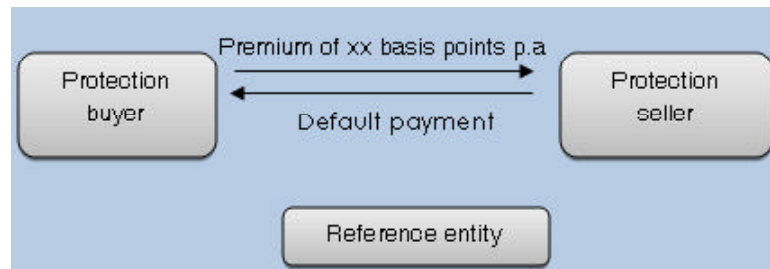 Premium of xx basis points p.a
Protection
buyer
Protection
seller
Default payment
Reference entity